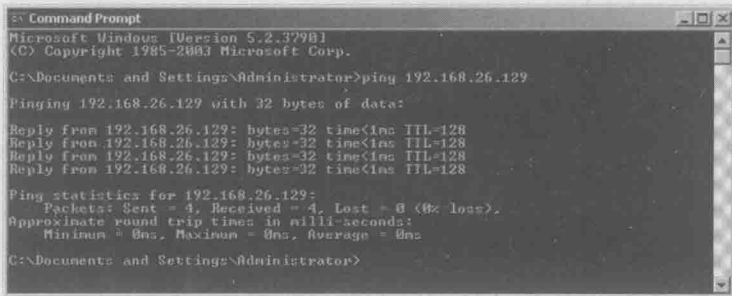 Command Prompt
Microsoft Windows [Version 5.2.3790]
(C) Copyright 1985-2003 Microsoft Corp.
C:\Documents and Settings\Administrator>ping 192.168.26.129
Pinging 192.168.26.129 with 32 bytes of data:
Reply from 192.168.26.129: bytes=32 time<1ms TTL=128
Reply from 192.168.26.129: bytes=32 time<1ms TTL=128
Reply from 192.168.26.129: bytes=32 time<1ms TTL=128
Reply from 192.168.26.129: bytes=32 time<1ms TTL=128
Ping statistics for 192.168.26.129:
Packets: Sent = 4, Received = 4, Lost = 0 (0% loss),
Approximate round trip times in milli-seconds:
Minimum = 0ms, Maximum = 0ms, Average = 0ms
C:\Documents and Settings\Administrator>